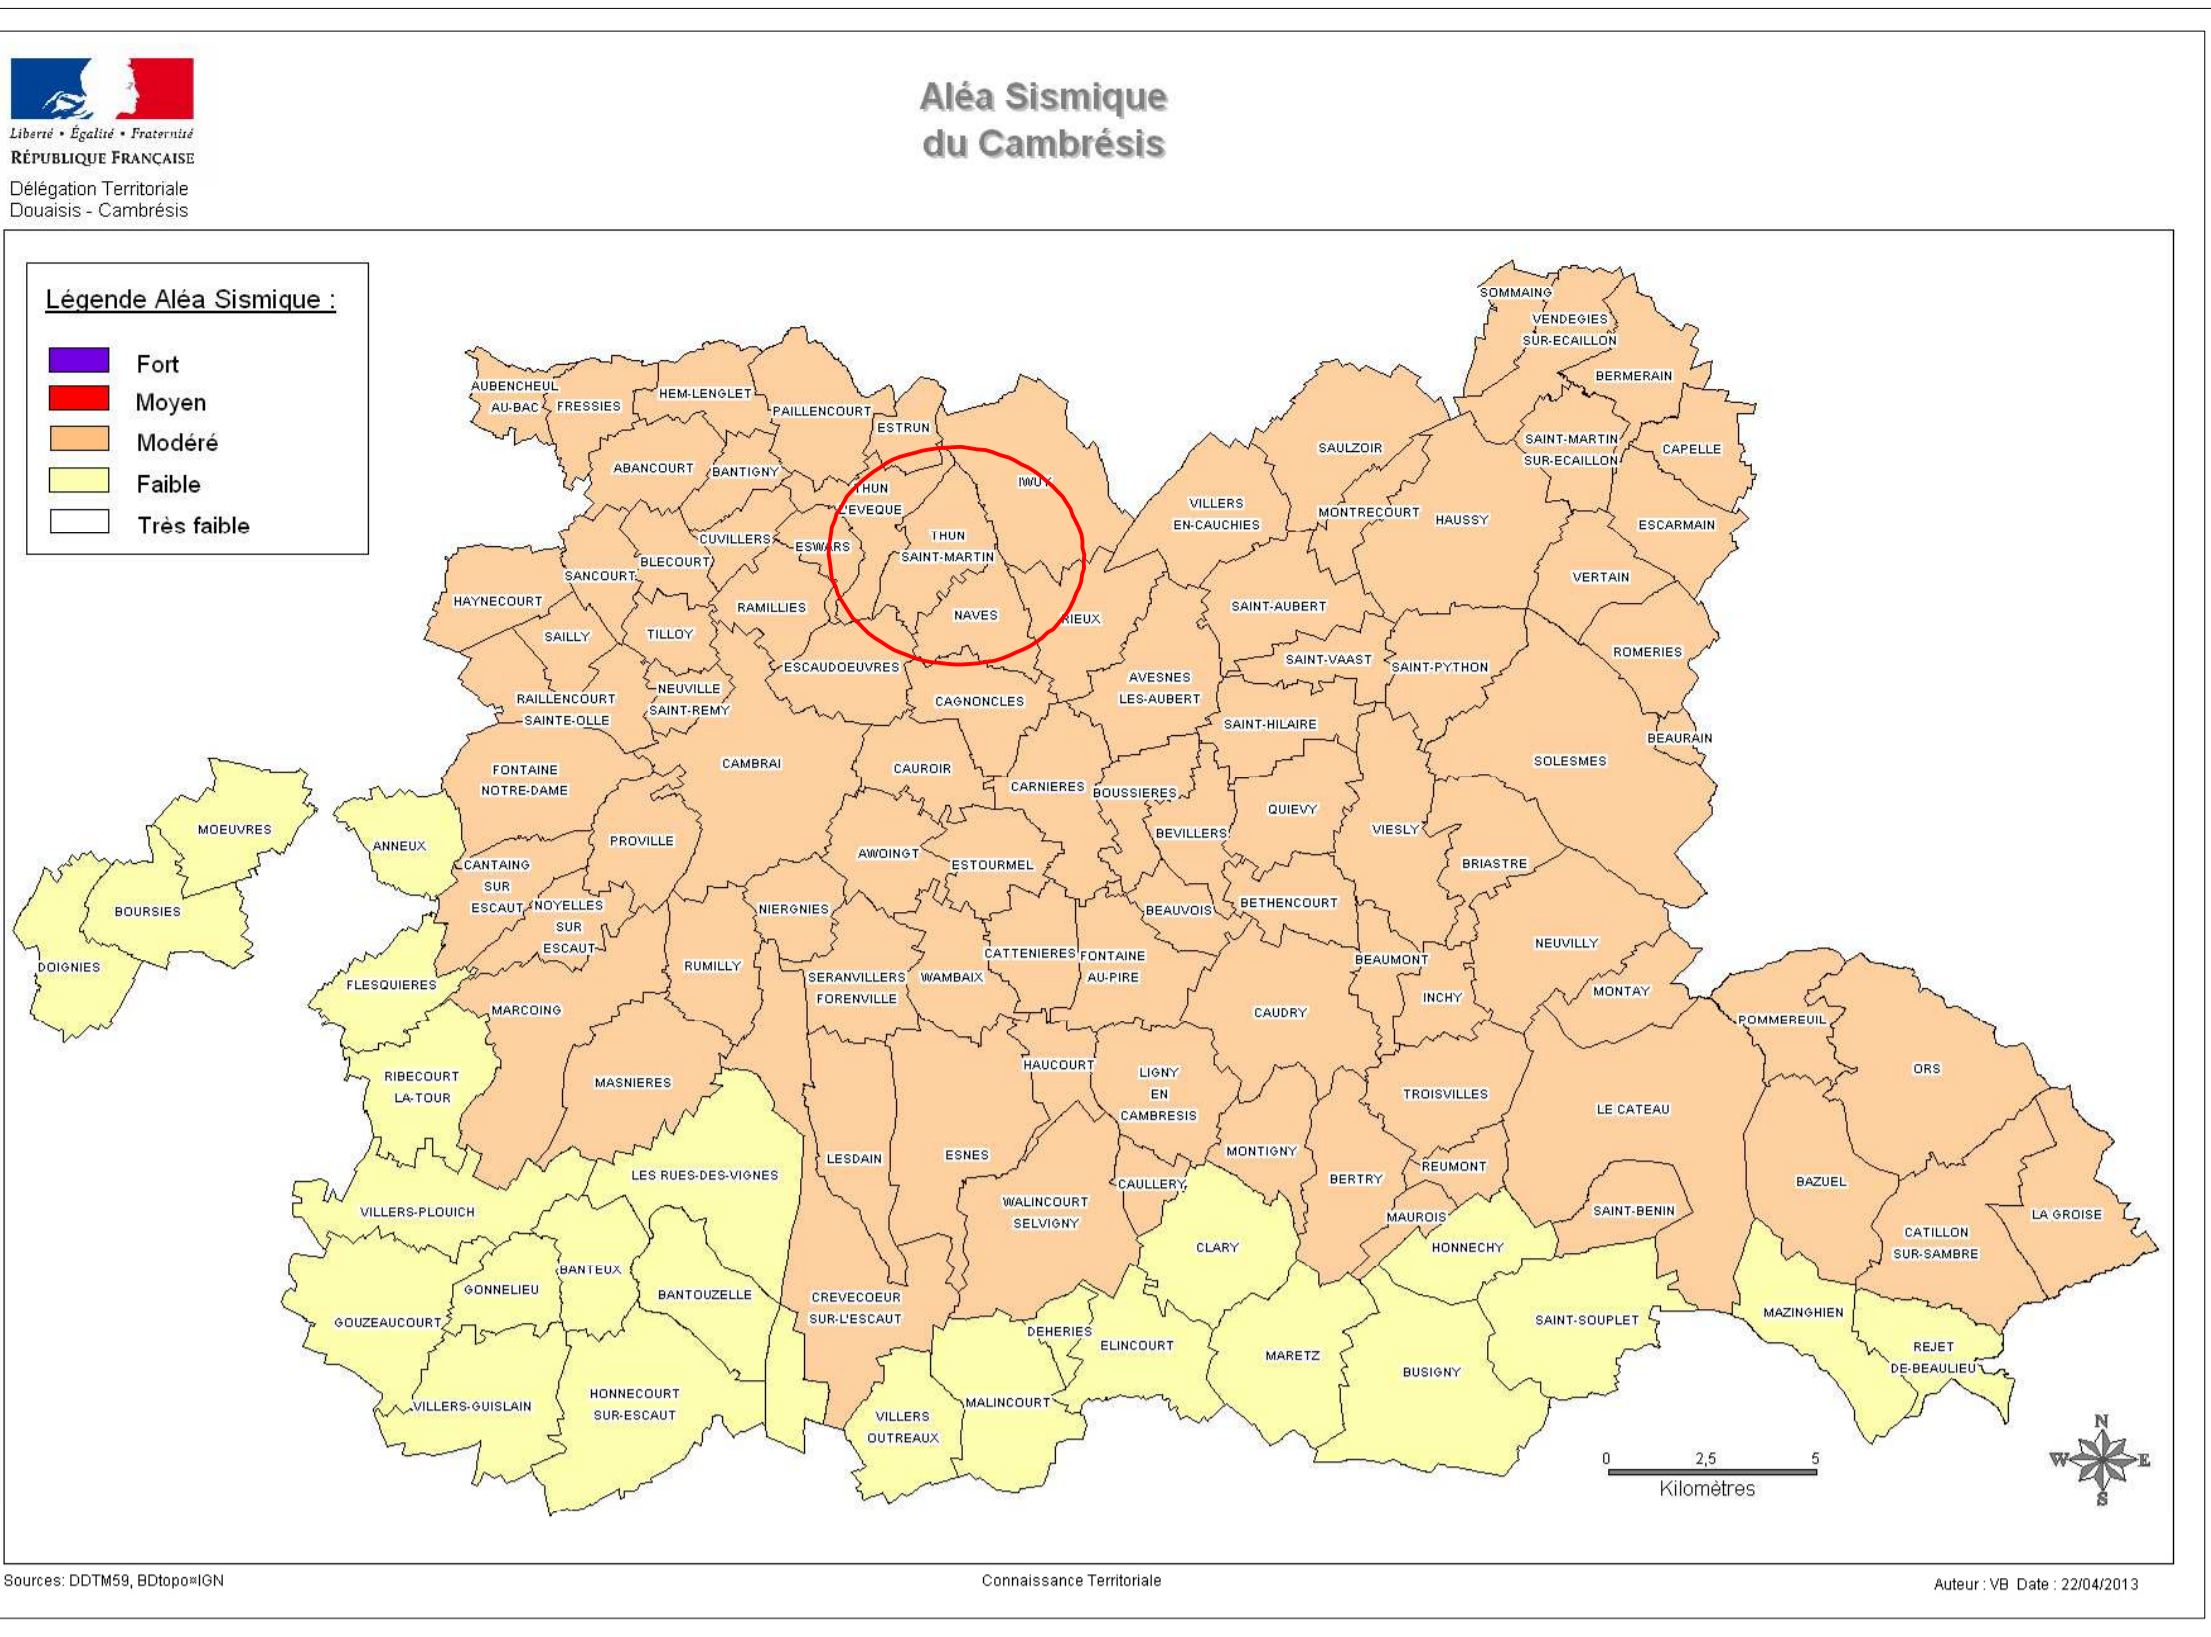 Liberté • Égalité • Fraternité
RÉPUBLIQUE FRANÇAISE
Délégation Territoriale
Douaisis - Cambrésis
Aléa Sismique
du Cambrésis
Légende Aléa Sismique :
Fort
Moyen
Modéré
Faible
Très faible
SOMMAING
VENDEGIES
SUR-ECAILLON
BERMERAIN
AUBENCHEUL
AU-BAC
FRESSIES
HEM-LENGLET
PAILLENCOURT
ESTRUN
SAINT-MARTIN
SUR-ECAILLON
CAPELLE
SAULZOIR
ABANCOURT
BANTIGNY
THUN
L'EVEQUE
IWUY
VILLERS
EN-CAUCHIES
MONTRECOURT
HAUSSY
ESCARMAIN
CUVILLERS
ESWARS
THUN
SAINT-MARTIN
BLECOURT
SANCOURT
VERTAIN
HAYNECOURT
RAMILLIES
NAVES
RIEUX
SAINT-AUBERT
SAILLY
TILLOY
ROMERIES
ESCAUDOEUVRES
SAINT-VAAST
SAINT-PYTHON
RAILLENCOURT
SAINTE-OLLE
NEUVILLE
SAINT-REMY
CAGNONCLES
AVESNES
LES-AUBERT
SAINT-HILAIRE
BEAURAIN
FONTAINE
NOTRE-DAME
CAMBRAI
CAUROIR
SOLESMES
CARNIERES
BOUSSIERES
QUIEVY
MOEUVRES
ANNEUX
PROVILLE
BEVILLERS
VIESLY
AWOINGT
ESTOURMEL
BRIASTRE
CANTAING
SUR
ESCAUT
NOYELLES
SUR
ESCAUT
NIERGNIES
BEAUVOIS
BETHENCOURT
BOURSIES
NEUVILLY
DOIGNIES
FLESQUIERES
RUMILLY
SERANVILLERS
FORENVILLE
WAMBAIX
CATTENIERES
FONTAINE
AU-PIRE
BEAUMONT
INCHY
MONTAY
MARCOING
CAUDRY
POMMEREUIL
ORS
RIBECOURT
LA-TOUR
MASNIERES
HAUCOURT
LIGNY
EN
CAMBRESIS
TROISVILLES
LE CATEAU
LES RUES-DES-VIGNES
LESDAIN
ESNES
MONTIGNY
REUMONT
BERTRY
CAULLERY
BAZUEL
VILLERS-PLOUICH
WALINCOURT
SELVIGNY
MAUROIS
SAINT-BENIN
LA GROISE
CATILLON
SUR-SAMBRE
CLARY
HONNECHY
BANTEUX
GONNELIEU
BANTOUZELLE
CREVECOEUR
SUR-L'ESCAUT
GOUZEAUCOURT
DEHERIES
ELINCOURT
MARETZ
SAINT-SOUPLET
MAZINGHIEN
REJET
DE-BEAULIEU
BUSIGNY
VILLERS-GUISLAIN
HONNECOURT
SUR-ESCAUT
VILLERS
OUTREAUX
MALINCOURT
0 2,5 5
Kilomètres
N
W E
S
Sources: DDTM59, BDtopo¤IGN
Connaissance Territoriale
Auteur : VB Date : 22/04/2013